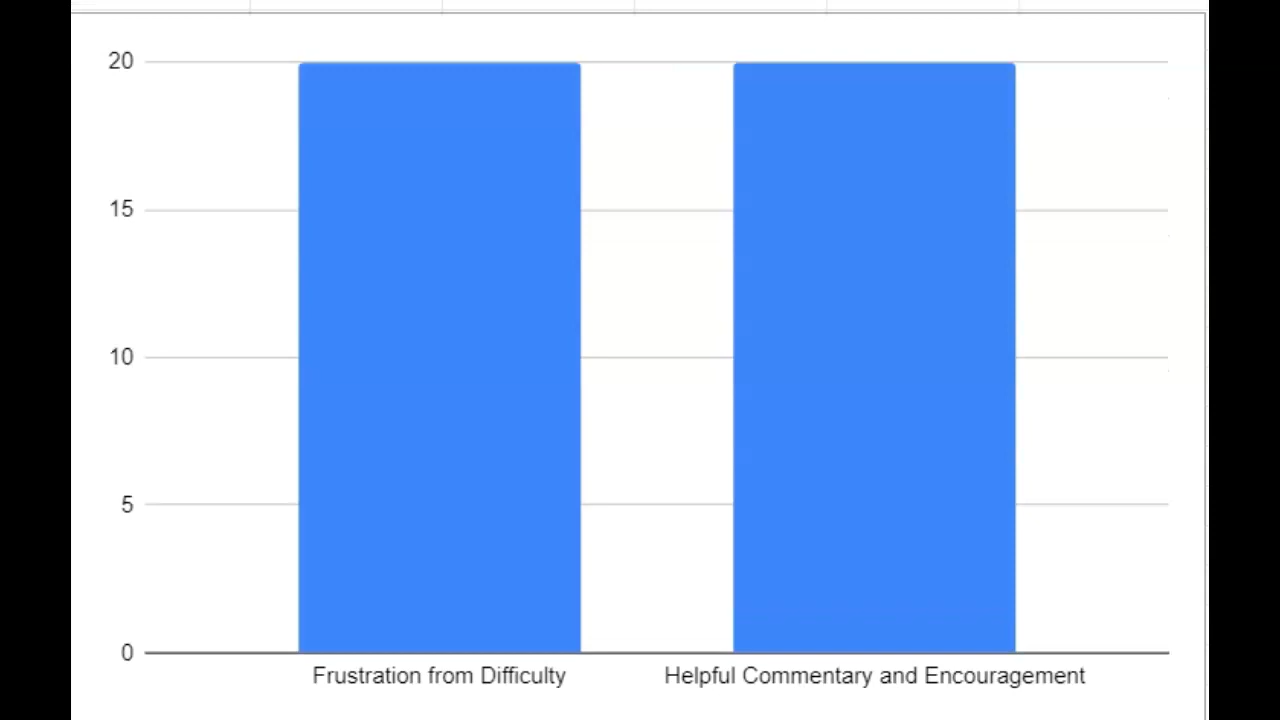 20
15
10
5
0
Frustration from Difficulty
Helpful Commentary and Encouragement